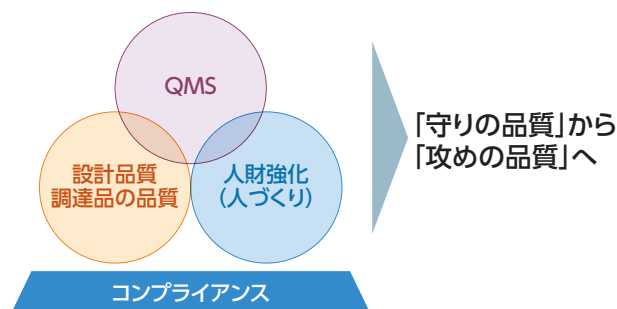 QMS
設計品質
調達品の品質
人財強化
(人づくり)
コンプライアンス
「守りの品質」から
「攻めの品質」へ